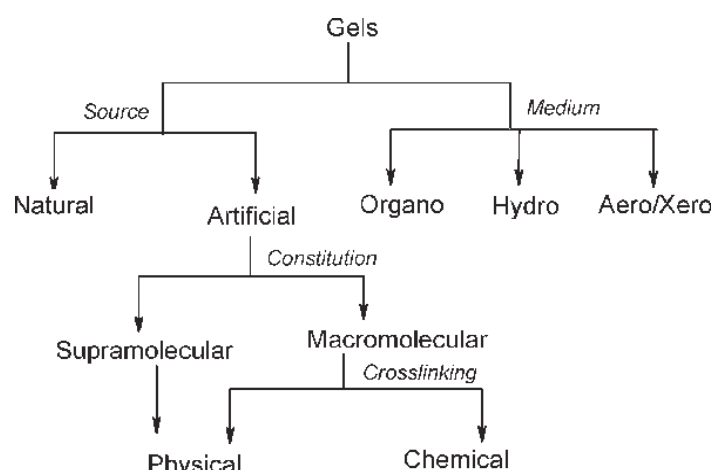 Gels
Source
Medium
Natural
Artificial
Organo
Hydro
Aero/Xero
Constitution
Supramolecular
Macromolecular
Crosslinking
Physical
Chemical